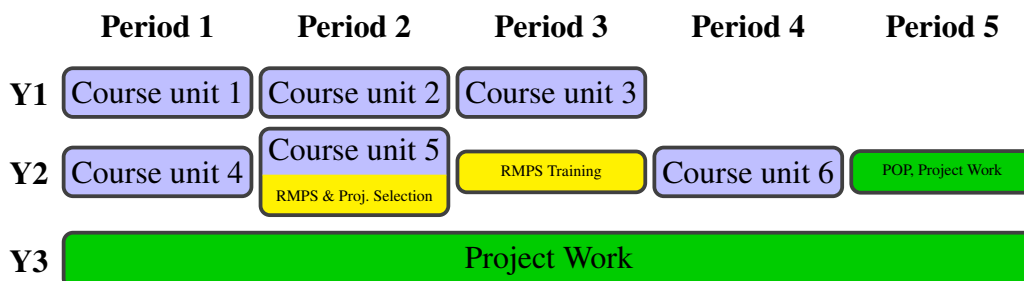 Period 1 Period 2 Period 3 Period 4 Period 5
Y1 Course unit 1 Course unit 2 Course unit 3
Y2 Course unit 4 Course unit 5 RMPS Training Course unit 6 POP, Project Work
RMPS & Proj. Selection
Y3 Project Work